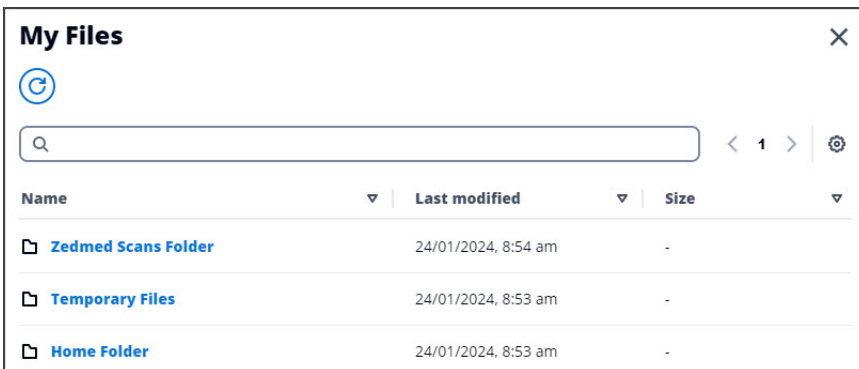 My Files
1
Name Last modified Size
Zedmed Scans Folder 24/01/2024, 8:54 am -
Temporary Files 24/01/2024, 8:53 am -
Home Folder 24/01/2024, 8:53 am -